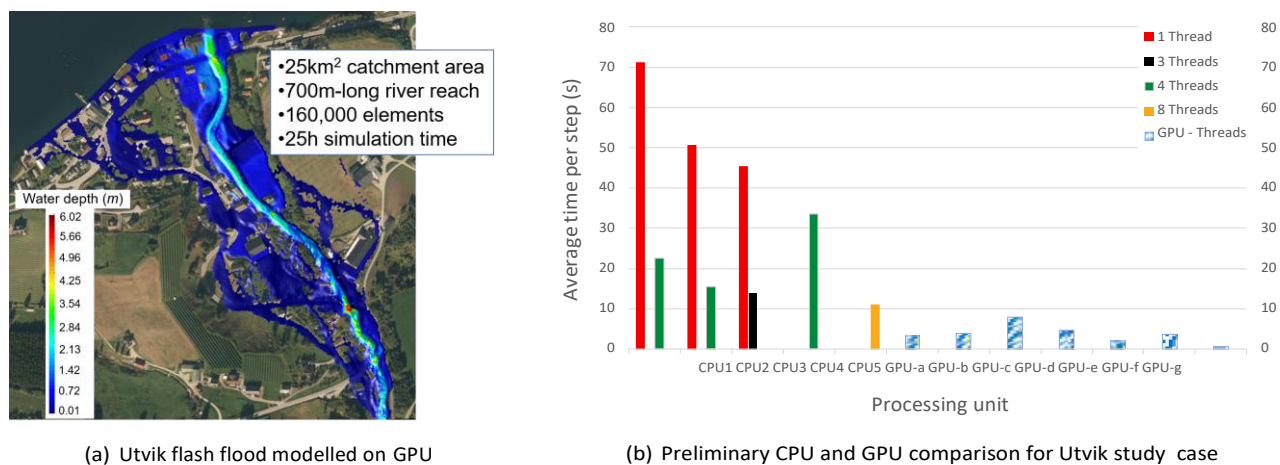 •25km² catchment area
•700m-long river reach
•160,000 elements
•25h simulation time
Water depth (m)
6.02
5.66
4.96
4.25
3.54
2.84
2.13
1.42
0.72
0.01
(a) Utvik flash flood modelled on GPU
80
70
60
50
40
30
20
10
0
Average time per step (s)
1 Thread
3 Threads
4 Threads
8 Threads
GPU - Threads
80
70
60
50
40
30
20
10
0
CPU1 CPU2 CPU3 CPU4 CPU5 GPU-a GPU-b GPU-c GPU-d GPU-e GPU-f GPU-g
Processing unit
(b) Preliminary CPU and GPU comparison for Utvik study case